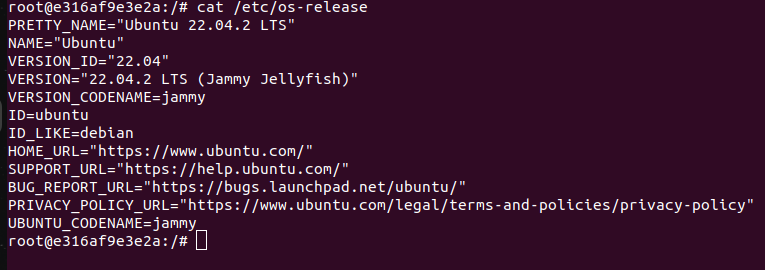 root@e316af9e3e2a:/# cat /etc/os-release
PRETTY_NAME="Ubuntu 22.04.2 LTS"
NAME="Ubuntu"
VERSION_ID="22.04"
VERSION="22.04.2 LTS (Jammy Jellyfish)"
VERSION_CODENAME=jammy
ID=ubuntu
ID_LIKE=debian
HOME_URL="https://www.ubuntu.com/"
SUPPORT_URL="https://help.ubuntu.com/"
BUG_REPORT_URL="https://bugs.launchpad.net/ubuntu/"
PRIVACY_POLICY_URL="https://www.ubuntu.com/legal/terms-and-policies/privacy-policy"
UBUNTU_CODENAME=jammy
root@e316af9e3e2a:/#